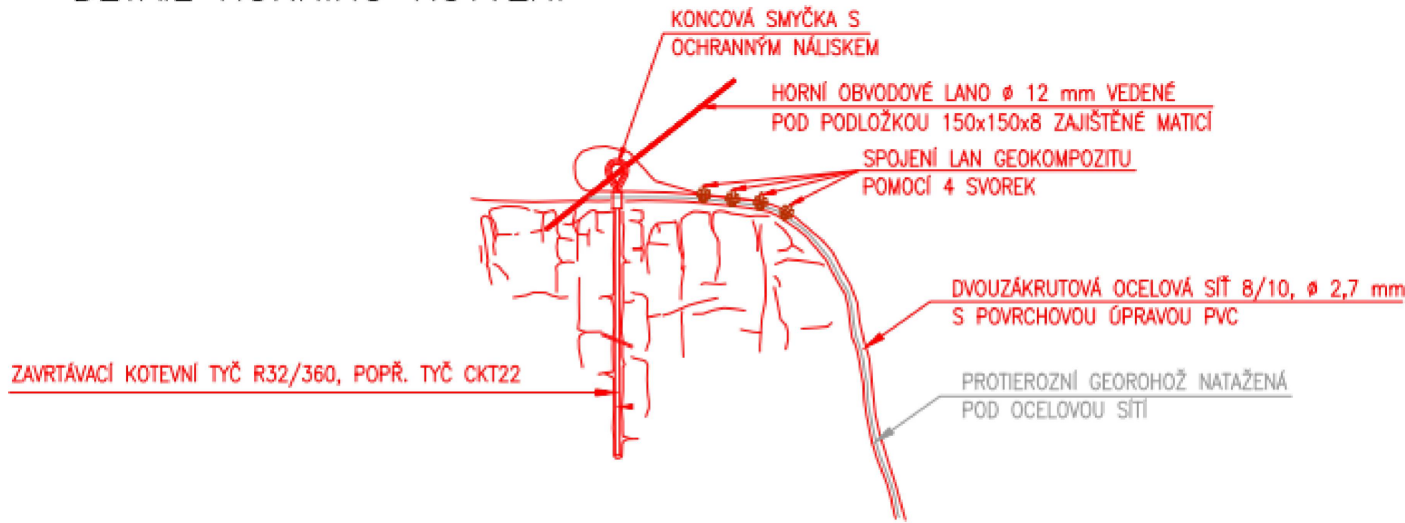 KONCOVÁ SMYČKA S
OCHRANNÝM NÁLISKEM
HORNÍ OBVODOVÉ LANO ø 12 mm VEDENÉ
POD PODLOŽKOU 150x150x8 ZAJIŠTĚNÉ MATICÍ
SPOJENÍ LAN GEOKOMPOZITU
POMOCÍ 4 SVOREK
DVOUZÁKRUTOVÁ OCELOVÁ SÍŤ 8/10, ø 2,7 mm
S POVRCHOVOU ÚPRAVOU PVC
ZAVRTÁVACÍ KOTEVNÍ TYČ R32/360, POPŘ. TYČ CKT22
PROTIEROZNÍ GEOROHOŽ NATAŽENÁ
POD OCELOVOU SÍTÍ